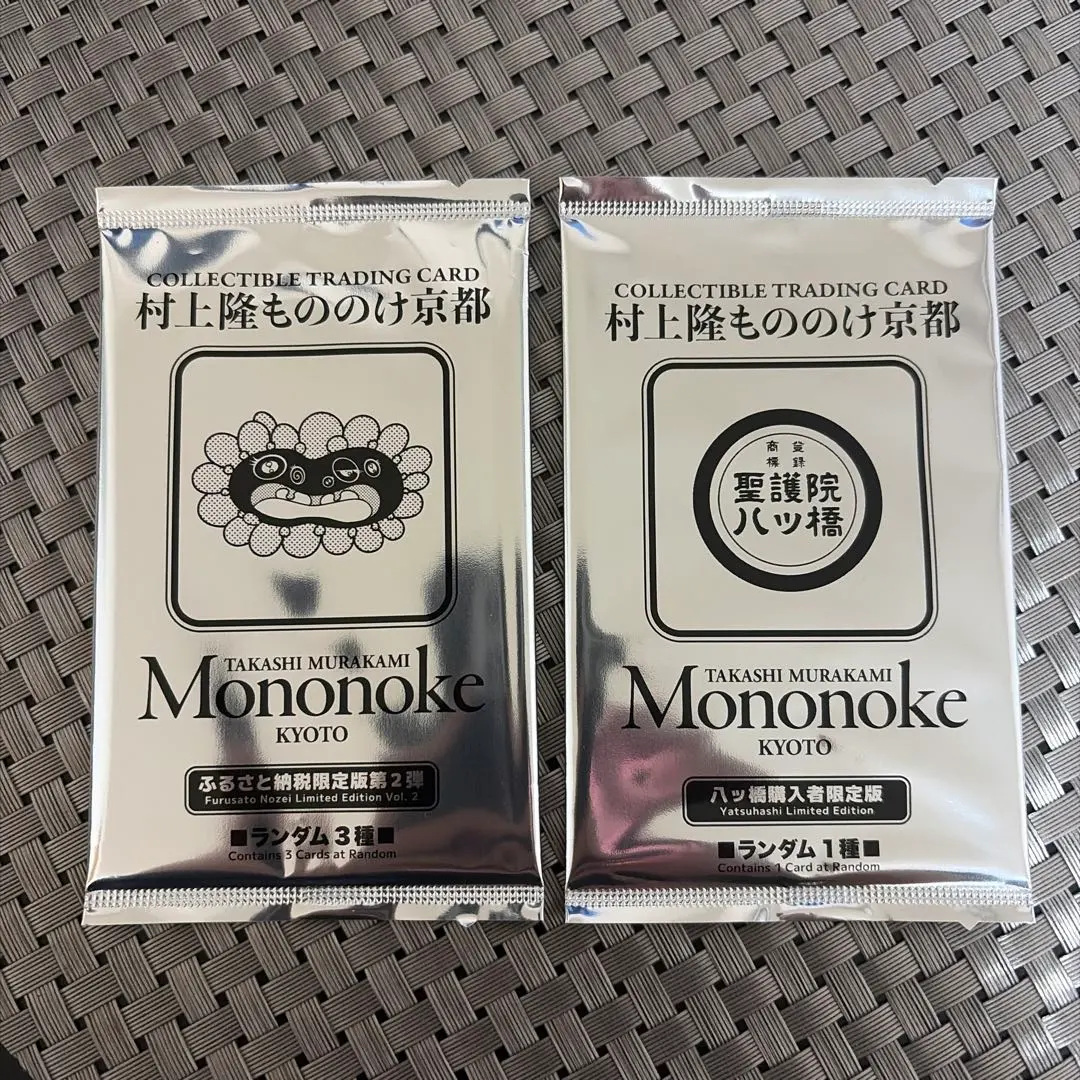 COLLECTIBLE TRADING CARD
村上隆もののけ京都
TAKASHI MURAKAMI
Mononoke
KYOTO
ふるさと納税限定版第2弾
Furusato Nozei Limited Edition Vol. 2
■ランダム3種■
Contains 3 Cards at Random
COLLECTIBLE TRADING CARD
村上隆もののけ京都
商登
標録
聖護院
八ッ橋
TAKASHI MURAKAMI
Mononoke
KYOTO
八ッ橋購入者限定版
Yatsuhashi Limited Edition
■ランダム1種■
Contains 1 Card at Random